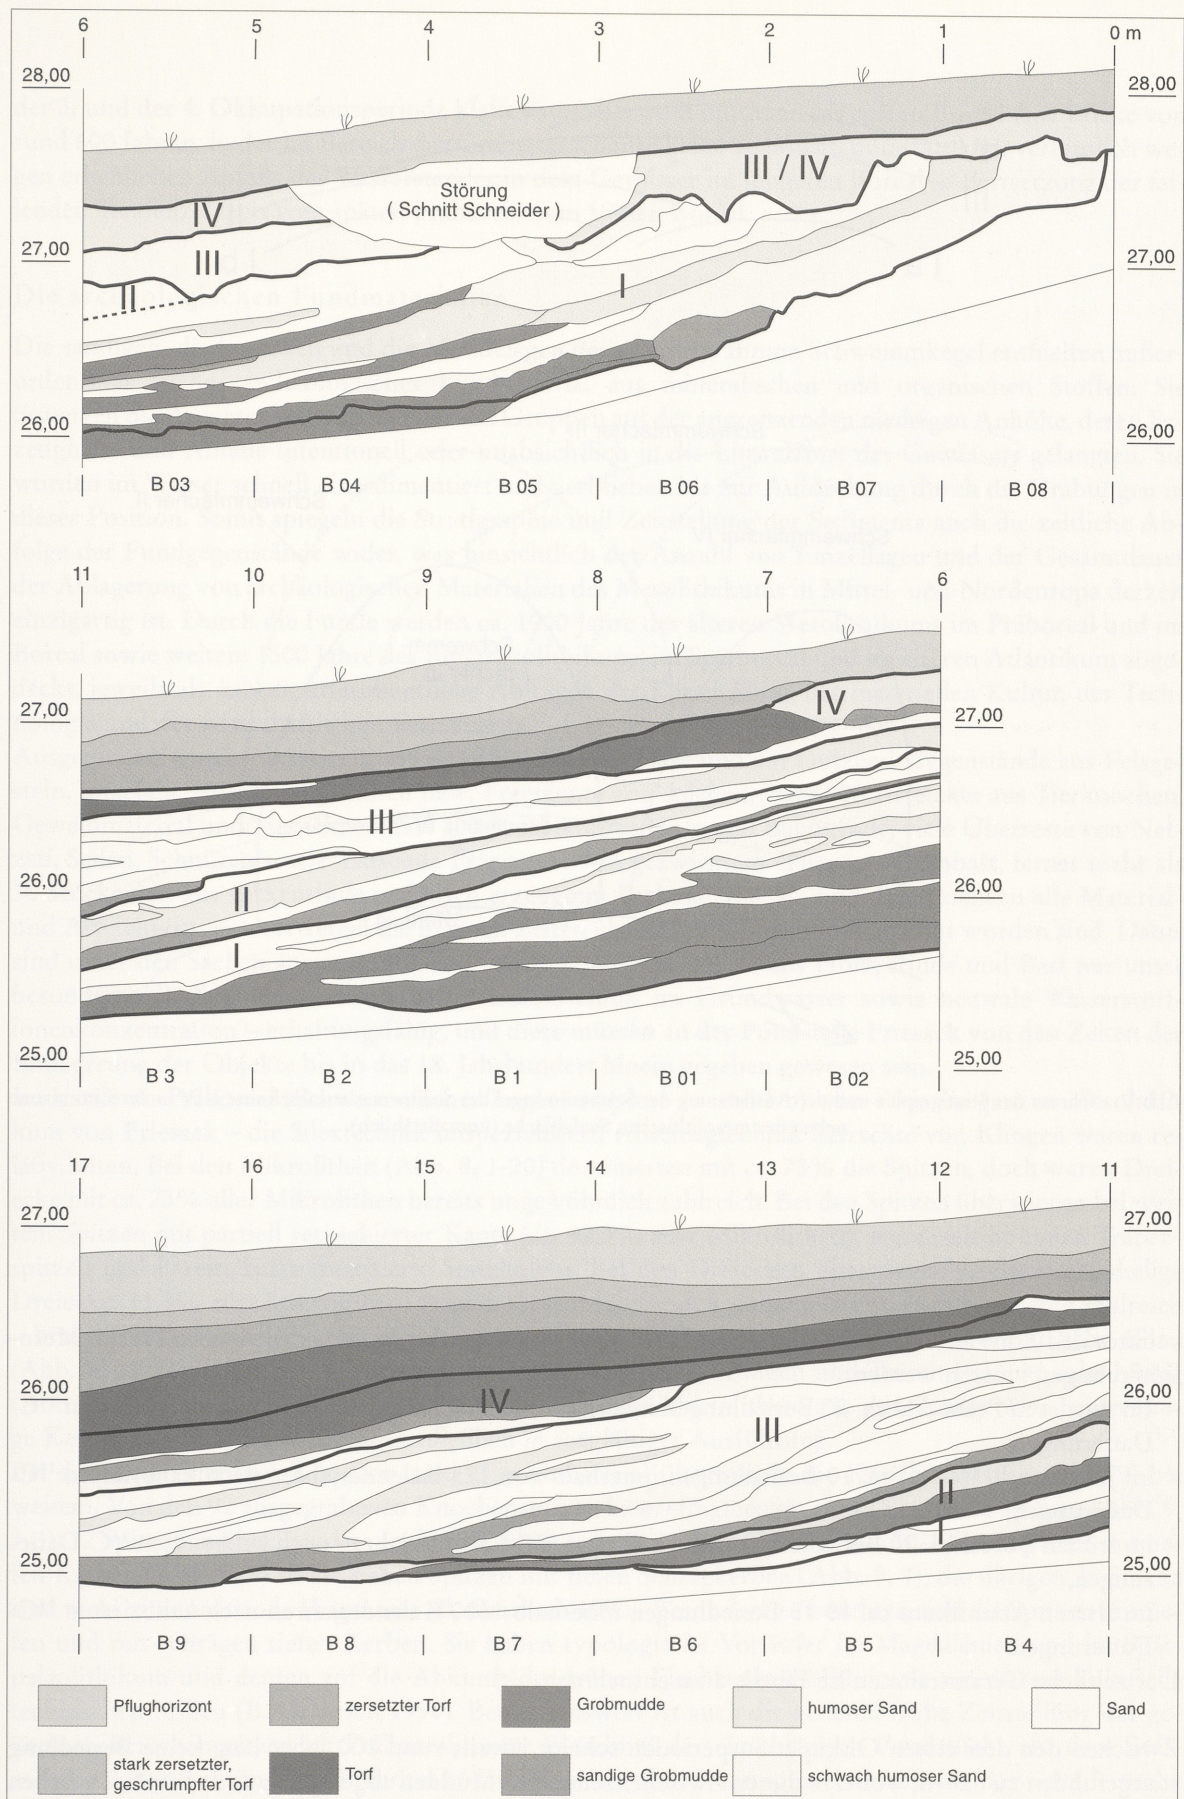 6 5 4 3 2 1 0 m
28,00 28,00
III / IV
Störung
( Schnitt Schneider )
IV
27,00 27,00
III
II I
26,00 26,00
B 03 B 04 B 05 B 06 B 07 B 08
11 10 9 8 7 6
IV
27,00 27,00
III
26,00 26,00
II
I
25,00 25,00
B 3 B 2 B 1 B 01 B 02
17 16 15 14 13 12 11
27,00 27,00
26,00 26,00
IV
III
II
I
25,00 25,00
B 9 B 8 B 7 B 6 B 5 B 4
Pflughorizont zersetzter Torf Grobmudde humoser Sand Sand
stark zersetzter,
geschrumpfter Torf Torf sandige Grobmudde schwach humoser Sand